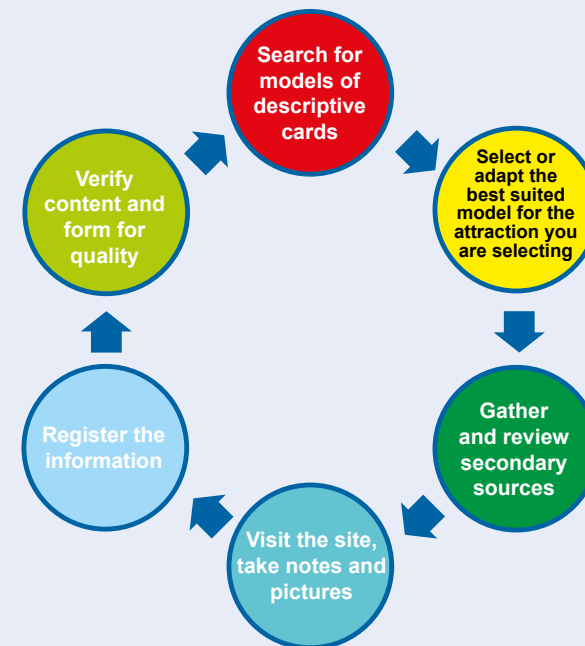 Search for
models of
descriptive
cards
Select or
adapt the
best suited
model for the
attraction you
are selecting
Gather
and review
secondary
sources
Visit the site,
take notes and
pictures
Register the
information
Verify
content and
form for
quality